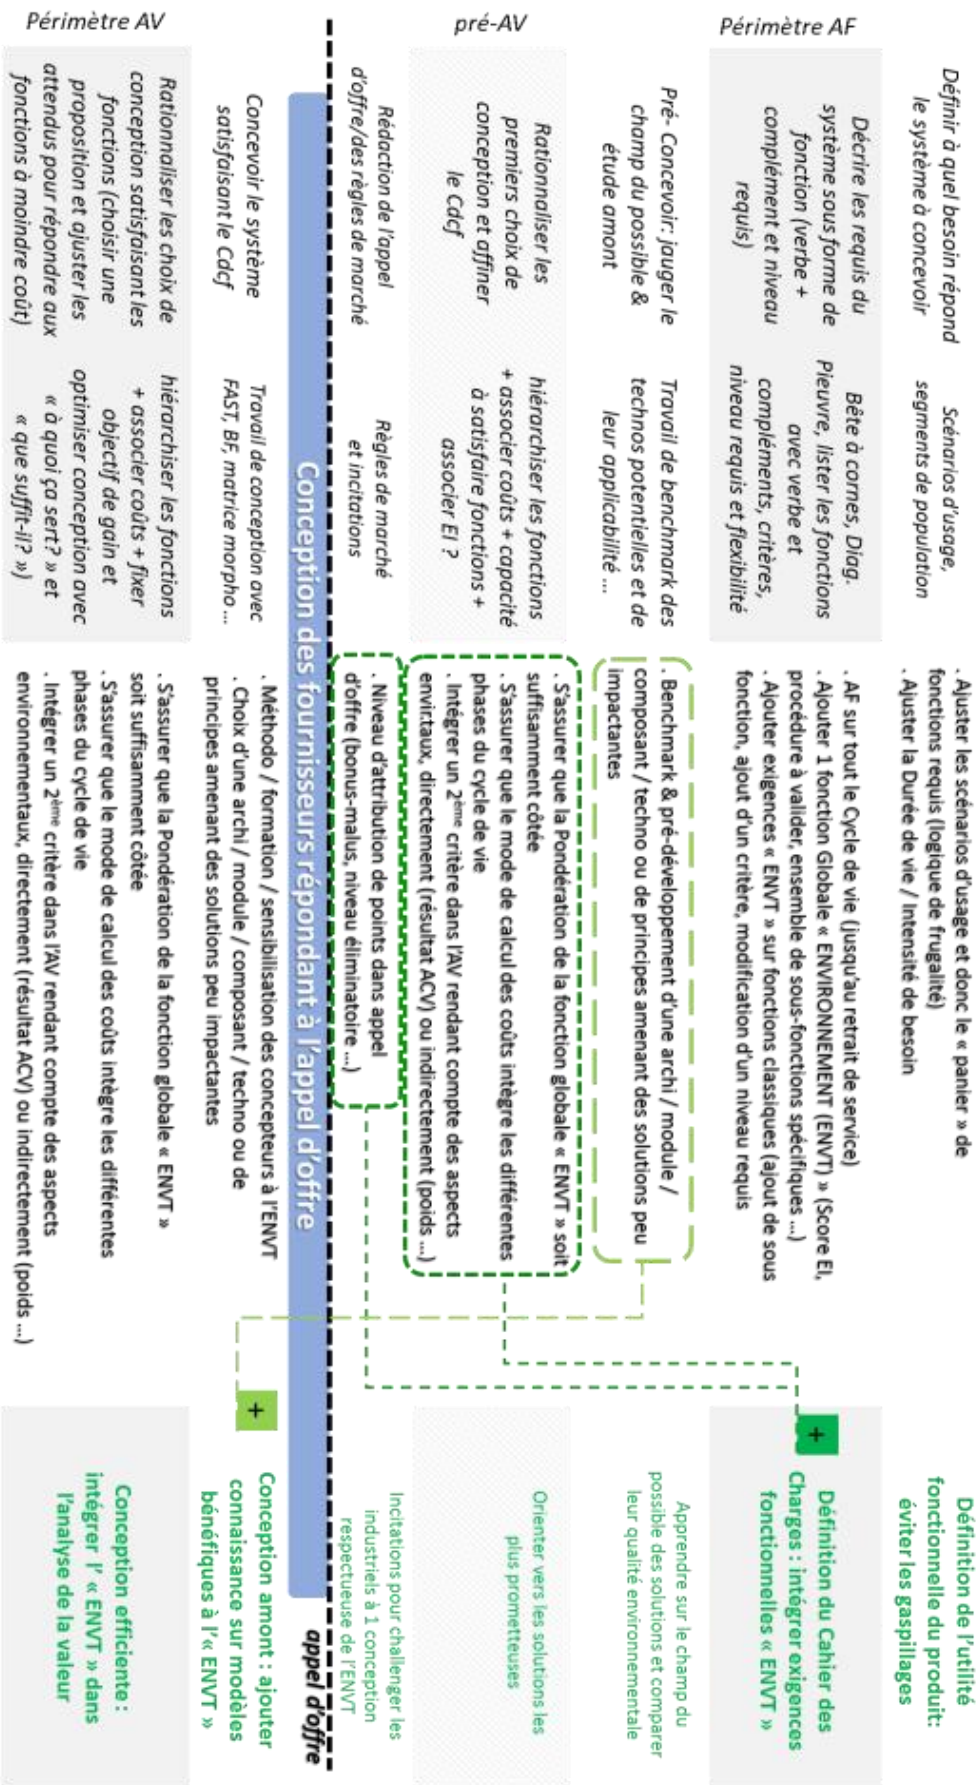 Périmètre AF
Définir à quel besoin répond
le système à concevoir
Scénarios d'usage,
segments de population
. Ajuster les scénarios d'usage et donc le « panier » de
fonctions requis (logique de frugalité)
. Ajuster la Durée de vie / Intensité de besoin
Définition de l'utilité
fonctionnelle du produit:
éviter les gaspillages
Décrire les requis du
système sous forme de
fonction (verbe +
complément et niveau
requis)
Bête à cornes, Diag.
Pieuvre, lister les fonctions
avec verbe et
compléments, critères,
niveau requis et flexibilité
. AF sur tout le Cycle de vie (jusqu'au retrait de service)
. Ajouter 1 fonction Globale « ENVIRONNEMENT (ENVT) » (Score EI,
procédure à valider, ensemble de sous-fonctions spécifiques ...)
. Ajouter exigences « ENVT » sur fonctions classiques (ajout de sous
fonction, ajout d'un critère, modification d'un niveau requis
+
Définition du Cahier des
Charges : intégrer exigences
fonctionnelles « ENVT »
Pré- Concevoir: jauger le
champ du possible &
étude amont
Travail de benchmark des
technos potentielles et de
leur applicabilité ...
. Benchmark & pré-développement d'une archi / module /
composant / techno ou de principes amenant des solutions peu
impactantes
Apprendre sur le champ du
possible des solutions et comparer
leur qualité environnementale
pré-AV
Rationnaliser les
premiers choix de
conception et affiner
le Cdcf
hiérarchiser les fonctions
+ associer coûts + capacité
à satisfaire fonctions +
associer EI ?
. S'assurer que la Pondération de la fonction globale « ENVT » soit
suffisamment côtée
. S'assurer que le mode de calcul des coûts intègre les différentes
phases du cycle de vie
. Intégrer un 2ème critère dans l'AV rendant compte des aspects
envir.taux, directement (résultat ACV) ou indirectement (poids ...)
Orienter vers les solutions les
plus prometteuses
Rédaction de l'appel
d'offre/des règles de marché
Règles de marché
et incitations
. Niveau d'attribution de points dans appel
d'offre (bonus-malus, niveau éliminatoire ...)
Incitations pour challenger les
industriels à 1 conception
respectueuse de l'ENVT
appel d'offre
Conception des fournisseurs répondant à l'appel d'offre
Concevoir le système
satisfaisant le Cdcf
Travail de conception avec
FAST, BF, matrice morpho ...
. Méthodo / formation / sensibilisation des concepteurs à l'ENVT
. Choix d'une archi / module / composant / techno ou de
principes amenant des solutions peu impactantes
+
Conception amont : ajouter
connaissance sur modèles
bénéfiques à l'« ENVT »
Périmètre AV
Rationnaliser les choix de
conception satisfaisant les
fonctions (choisir une
proposition et ajuster les
attendus pour répondre aux
fonctions à moindre coût)
hiérarchiser les fonctions
+ associer coûts + fixer
objectif de gain et
optimiser conception avec
« à quoi ça sert? » et
« que suffit-il? »)
. S'assurer que la Pondération de la fonction globale « ENVT »
soit suffisamment côtée
. S'assurer que le mode de calcul des coûts intègre les différentes
phases du cycle de vie
. Intégrer un 2ème critère dans l'AV rendant compte des aspects
environnementaux, directement (résultat ACV) ou indirectement (poids ...)
Conception efficiente :
intégrer l' « ENVT » dans
l'analyse de la valeur